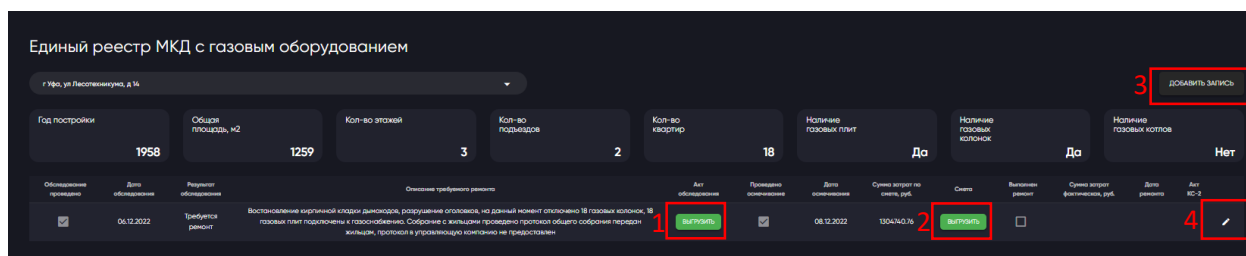 Единый реестр МКД с газовым оборудованием
г Уфа, ул Лесотехникума, д 14
3
ДОБАВИТЬ ЗАПИСЬ
Год постройки
1958
Общая
площадь, м2
1259
Кол-во этажей
3
Кол-во
подъездов
2
Кол-во
квартир
18
Наличие
газовых плит
Да
Наличие
газовых
колонок
Да
Наличие
газовых котлов
Нет
Обследование
проведено
Дата
обследования
Результат
обследования
Описание требуемого ремонта
Акт
обследования
Проведено
осмечивание
Дата
осмечивания
Сумма затрат по
смете, руб.
Смета
Выполнен
ремонт
Сумма затрат
фактическая, руб.
Дата
ремонта
Акт
КС-2
06.12.2022
Требуется
ремонт
Востановление кирпичной кладки дымоходов, разрушение оголовков, на данный момент отключено 18 газовых колонок, 18
газовых плит подключены к газоснабжению. Собрание с жильцами проведено протокол общего собрания передан
жильцам, протокол в управляющую компанию не предоставлен
1
ВЫГРУЗИТЬ
08.12.2022
1304740.76
2
ВЫГРУЗИТЬ
4